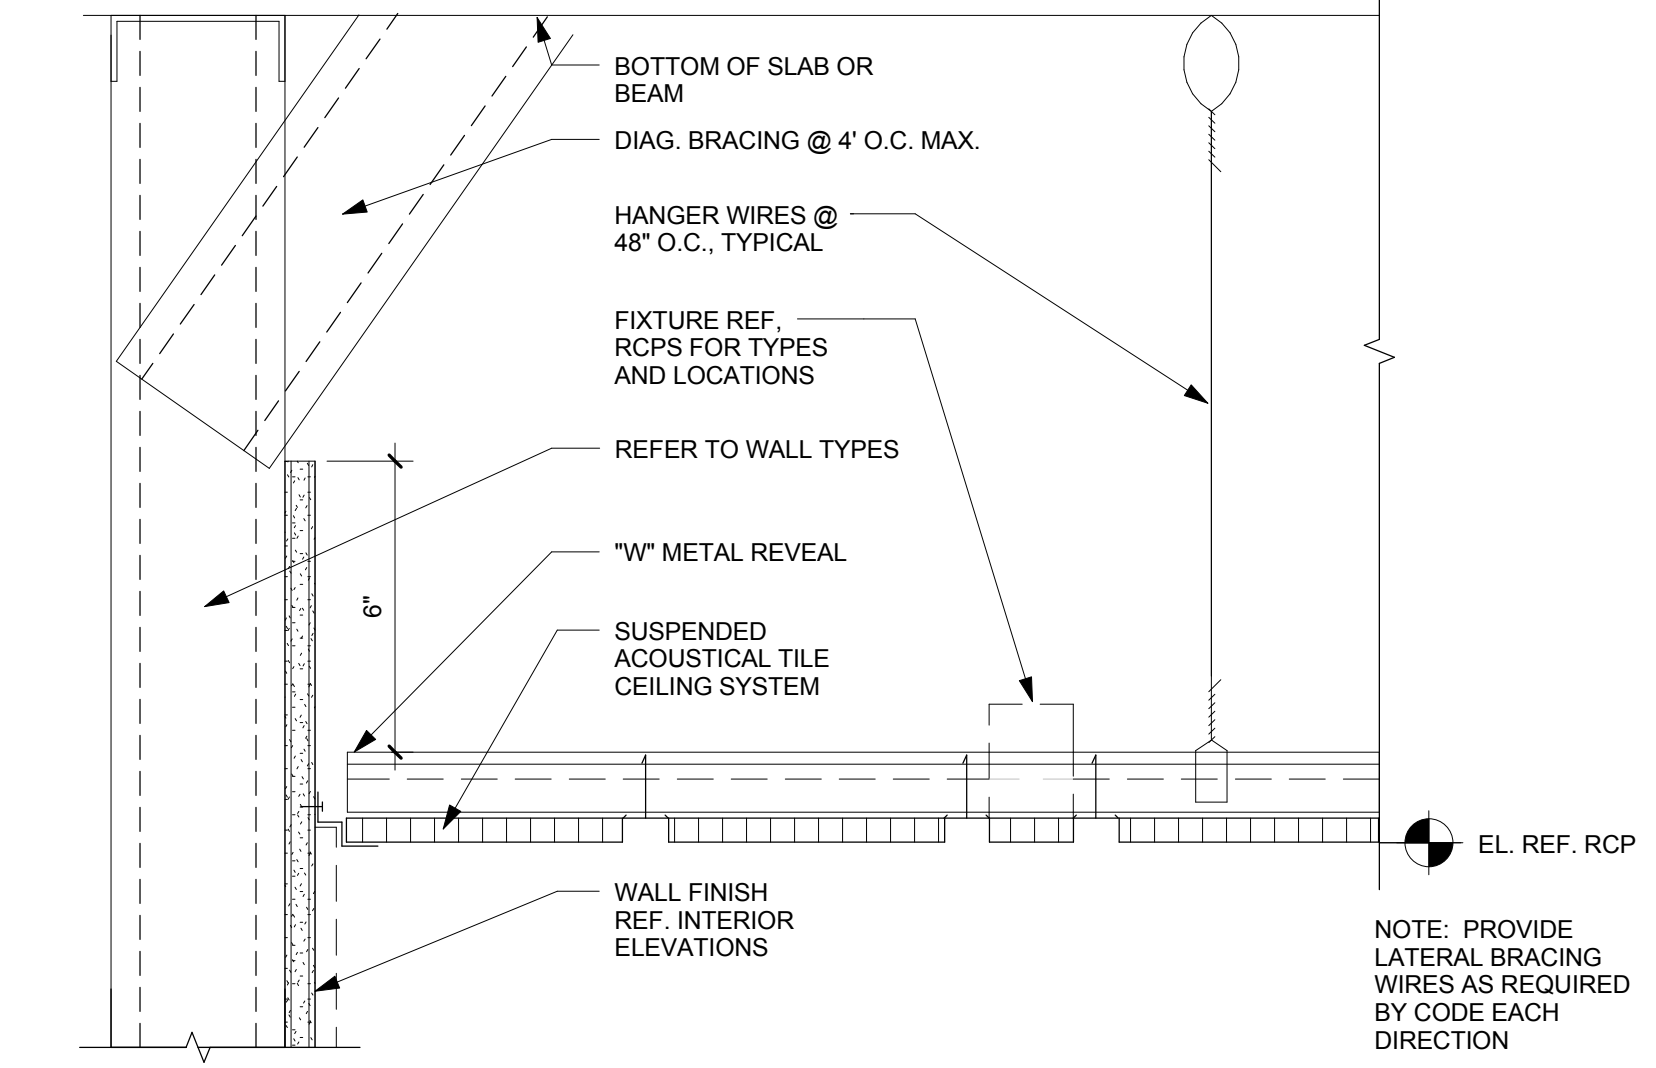 BOTTOM OF SLAB OR
BEAM
DIAG. BRACING @ 4' O.C. MAX.
HANGER WIRES @
48" O.C., TYPICAL
FIXTURE REF,
RCPS FOR TYPES
AND LOCATIONS
REFER TO WALL TYPES
"W" METAL REVEAL
6"
SUSPENDED
ACOUSTICAL TILE
CEILING SYSTEM
EL. REF. RCP
WALL FINISH
REF. INTERIOR
ELEVATIONS
NOTE: PROVIDE
LATERAL BRACING
WIRES AS REQUIRED
BY CODE EACH
DIRECTION